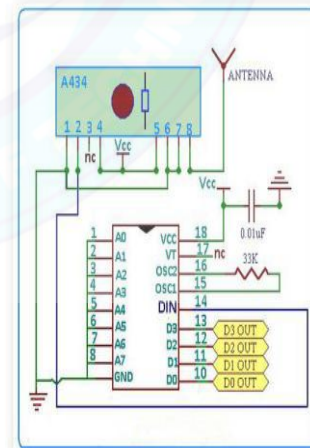 A434
ANTENNA
1 2 3 4 5 6 7 8
nc
Vcc
Vcc
0.01uF
1 A0 VCC 18
2 A1 VT 17 nc
3 A2 OSC2 16 33K
4 A3 OSC1 15
5 A4 DIN 14
6 A5 D3 13 D3 OUT
7 A6 D2 12 D2 OUT
8 A7 D1 11 D1 OUT
GND D0 10 D0 OUT